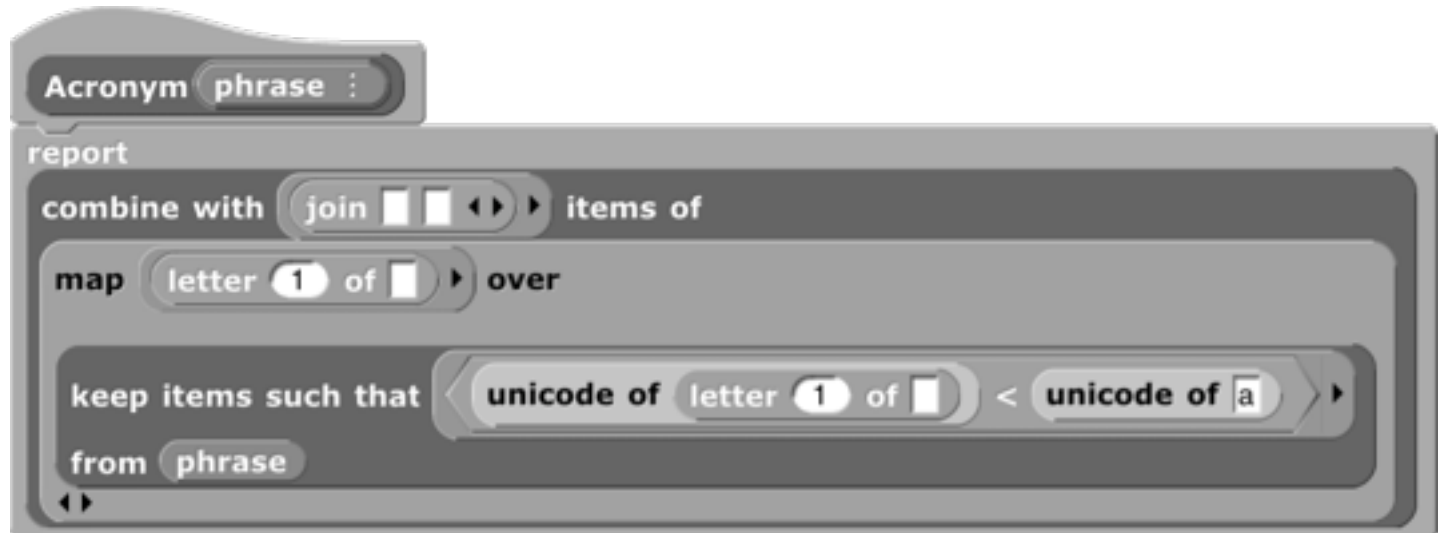 Acronym phrase ⋮
report
combine with join items of
map letter 1 of over
keep items such that unicode of letter 1 of < unicode of a
from phrase